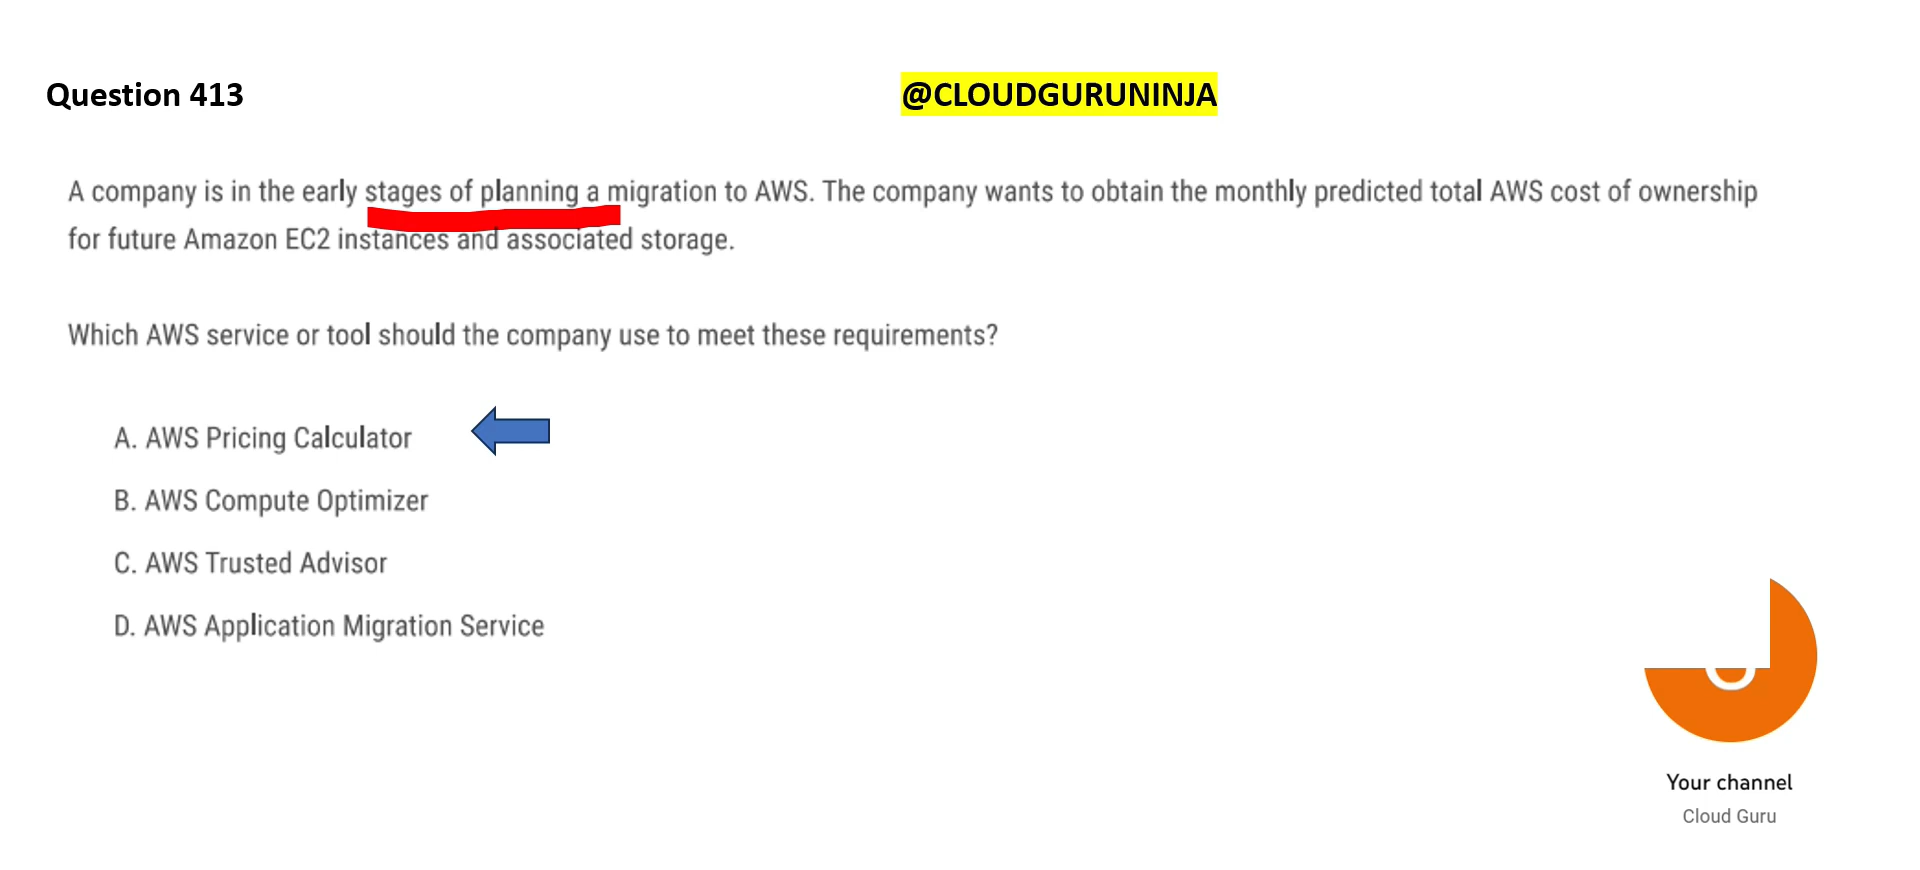 Question 413
@CLOUDGURUNINJA
A company is in the early stages of planning a migration to AWS. The company wants to obtain the monthly predicted total AWS cost of ownership
for future Amazon EC2 instances and associated storage.
Which AWS service or tool should the company use to meet these requirements?
A. AWS Pricing Calculator
B. AWS Compute Optimizer
C. AWS Trusted Advisor
D. AWS Application Migration Service
Your channel
Cloud Guru